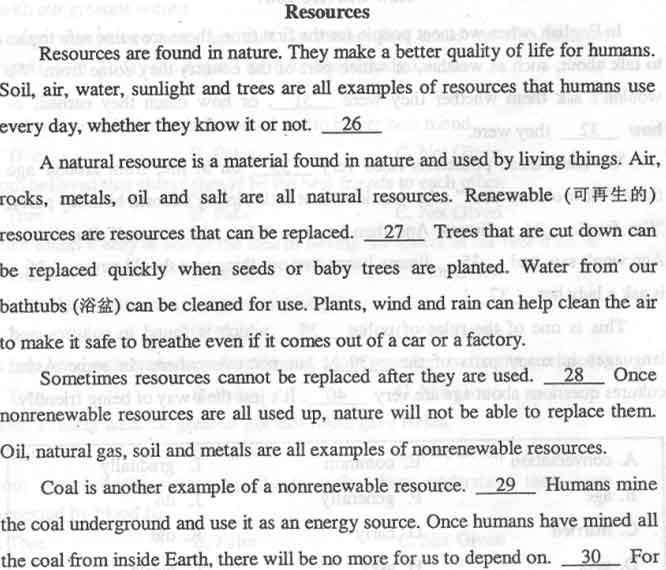 Resources
Resources are found in nature. They make a better quality of life for humans.
Soil, air, water, sunlight and trees are all examples of resources that humans use
every day, whether they know it or not. 26
A natural resource is a material found in nature and used by living things. Air,
rocks, metals, oil and salt are all natural resources. Renewable (可再生的)
resources are resources that can be replaced. 27 Trees that are cut down can
be replaced quickly when seeds or baby trees are planted. Water from our
bathtubs (浴盆) can be cleaned for use. Plants, wind and rain can help clean the air
to make it safe to breathe even if it comes out of a car or a factory.
Sometimes resources cannot be replaced after they are used. 28 Once
nonrenewable resources are all used up, nature will not be able to replace them.
Oil, natural gas, soil and metals are all examples of nonrenewable resources.
Coal is another example of a nonrenewable resource. 29 Humans mine
the coal underground and use it as an energy source. Once humans have mined all
the coal from inside Earth, there will be no more for us to depend on. 30 For